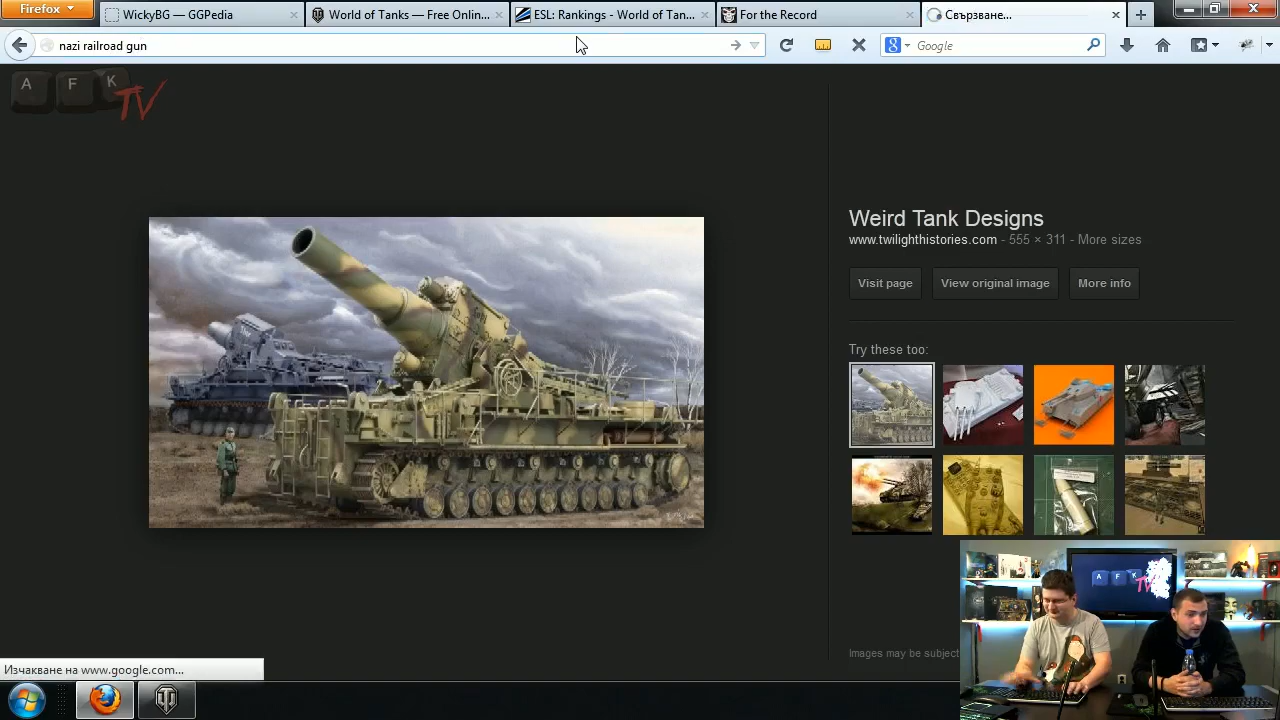 Firefox
WickyBG — GGPedia
World of Tanks — Free Onlin...
ESL: Rankings - World of Tan...
For the Record
Свързване...
nazi railroad gun
Google
A F K TV
Weird Tank Designs
www.twilighthistories.com - 555 × 311 - More sizes
Visit page
View original image
More info
Try these too:
Images may be subject
A F K TV
Изчакване на www.google.com...